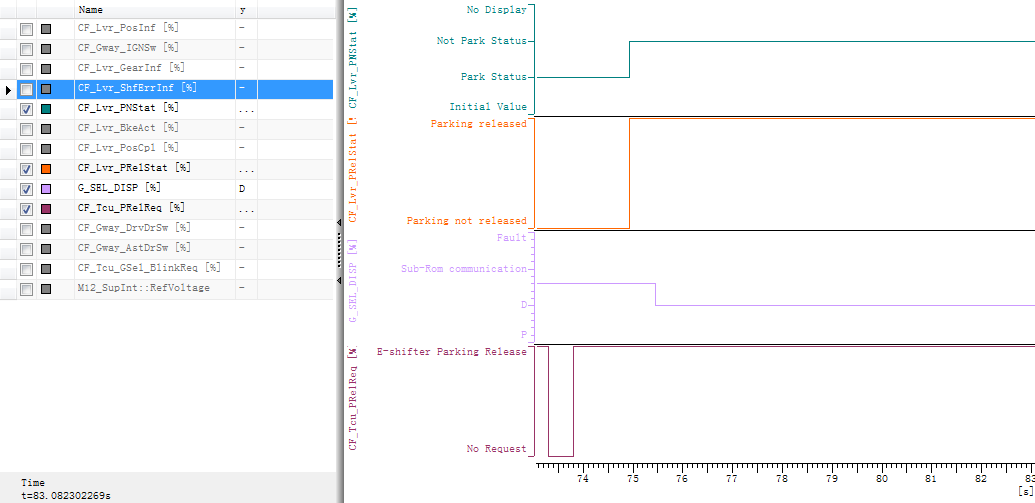 Name y
CF_Lvr_PosInf [%] -
CF_Gway_IGNSw [%] -
CF_Lvr_GearInf [%] -
CF_Lvr_ShfErrInf [%] -
CF_Lvr_PNStat [%] ...
CF_Lvr_BkeAct [%] -
CF_Lvr_PosCpl [%] -
CF_Lvr_PRelStat [%] ...
G_SEL_DISP [%] D
CF_Tcu_PRelReq [%] ...
CF_Gway_DrvDrSw [%] -
CF_Gway_AstDrSw [%] -
CF_Tcu_GSel_BlinkReq [%] -
M12_SupInt::RefVoltage -
Time
t=83.082302269s
CF_Lvr_PNStat [%]
No Display
Not Park Status
Park Status
Initial Value
CF_Lvr_PRelStat [%
Parking released
Parking not released
G_SEL_DISP [%]
Fault
Sub-Rom communication
D
P
CF_Tcu_PRelReq [%
E-shifter Parking Release
No Request
74 75 76 77 78 79 80 81 82 83
[s]